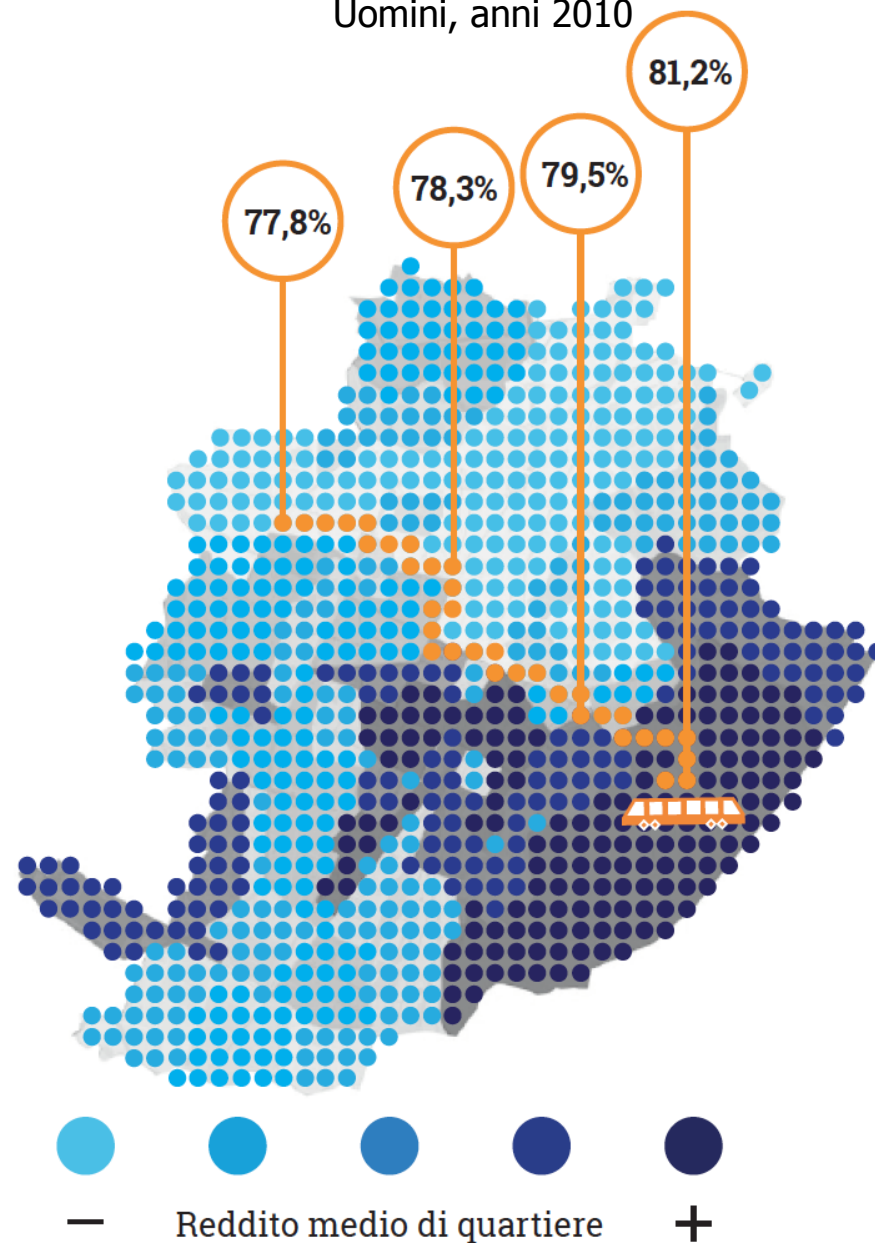 Uomini, anni 2010
81,2%
79,5%
78,3%
77,8%
– Reddito medio di quartiere +